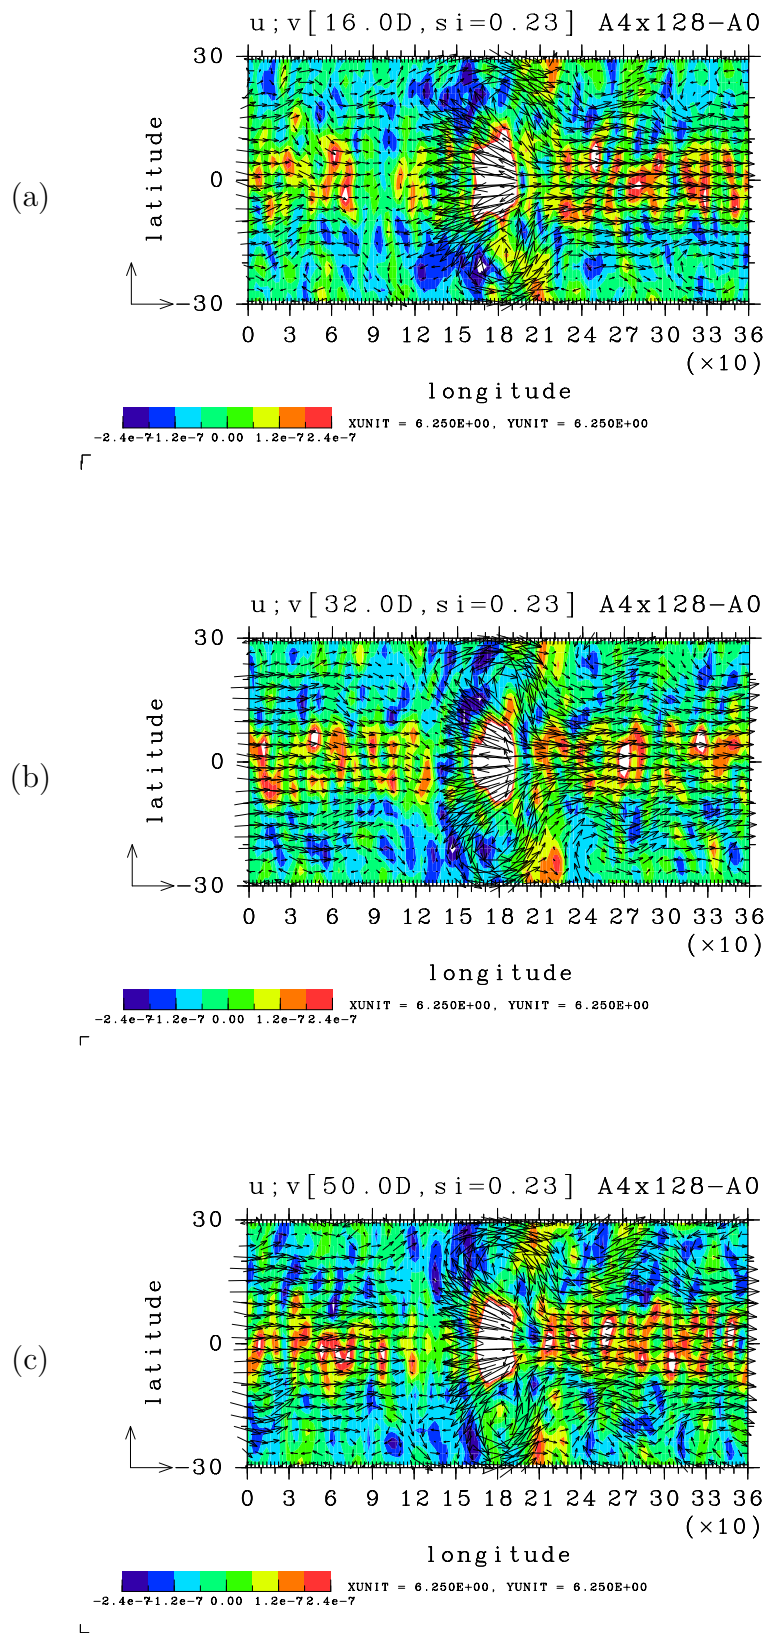 u;v[16.0D,si=0.23] A4x128-A0
30
0
-30
latitude
(a)
0 3 6 9 12 15 18 21 24 27 30 33 36
(×10)
longitude
-2.4e-7 -1.2e-7 0.00 1.2e-7 2.4e-7
XUNIT = 6.250E+00, YUNIT = 6.250E+00
u;v[32.0D,si=0.23] A4x128-A0
30
0
-30
latitude
(b)
0 3 6 9 12 15 18 21 24 27 30 33 36
(×10)
longitude
-2.4e-7 -1.2e-7 0.00 1.2e-7 2.4e-7
XUNIT = 6.250E+00, YUNIT = 6.250E+00
u;v[50.0D,si=0.23] A4x128-A0
30
0
-30
latitude
(c)
0 3 6 9 12 15 18 21 24 27 30 33 36
(×10)
longitude
-2.4e-7 -1.2e-7 0.00 1.2e-7 2.4e-7
XUNIT = 6.250E+00, YUNIT = 6.250E+00